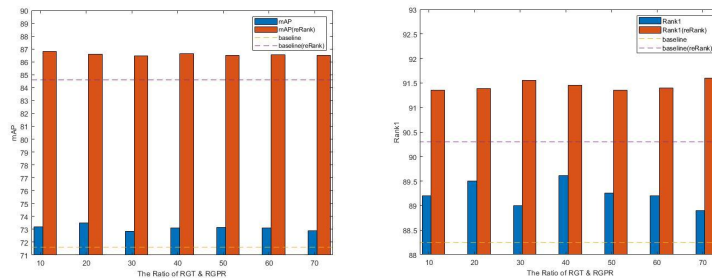 90
89
88
87
86
85
84
83
82
81
80
79
78
77
76
75
74
73
72
71
mAP
10 20 30 40 50 60 70
The Ratio of RGT & RGPR
mAP
mAP(reRank)
baseline
baseline(reRank)
93
92.5
92
91.5
91
90.5
90
89.5
89
88.5
88
Rank1
10 20 30 40 50 60 70
The Ratio of RGT & RGPR
Rank1
Rank1(reRank)
baseline
baseline(reRank)